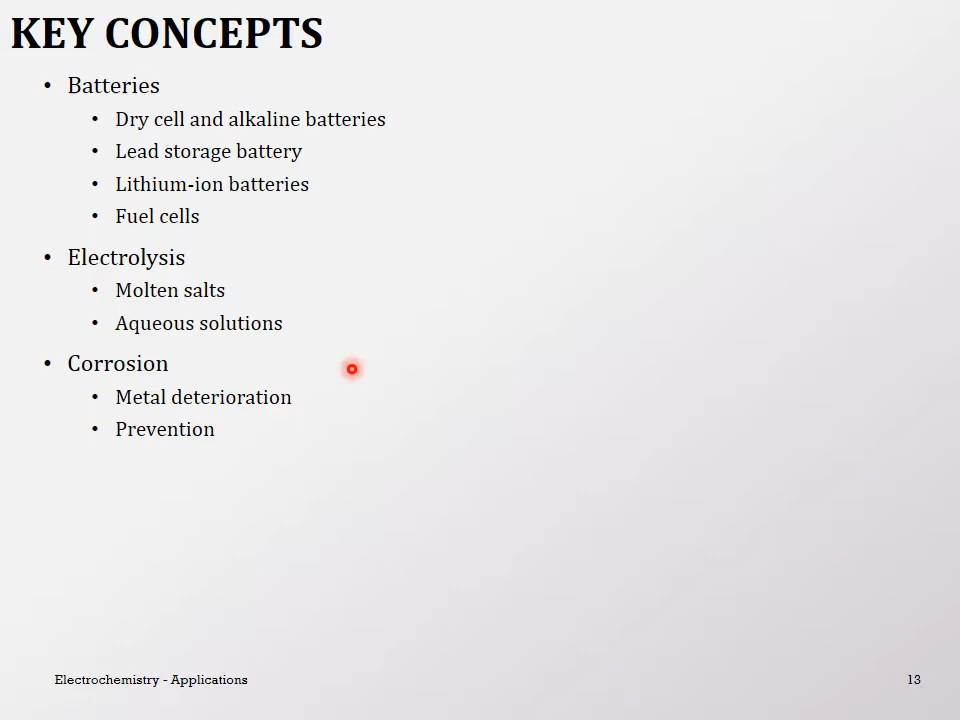 KEY CONCEPTS
• Batteries
• Dry cell and alkaline batteries
• Lead storage battery
• Lithium-ion batteries
• Fuel cells
• Electrolysis
• Molten salts
• Aqueous solutions
• Corrosion
• Metal deterioration
• Prevention
Electrochemistry - Applications
13